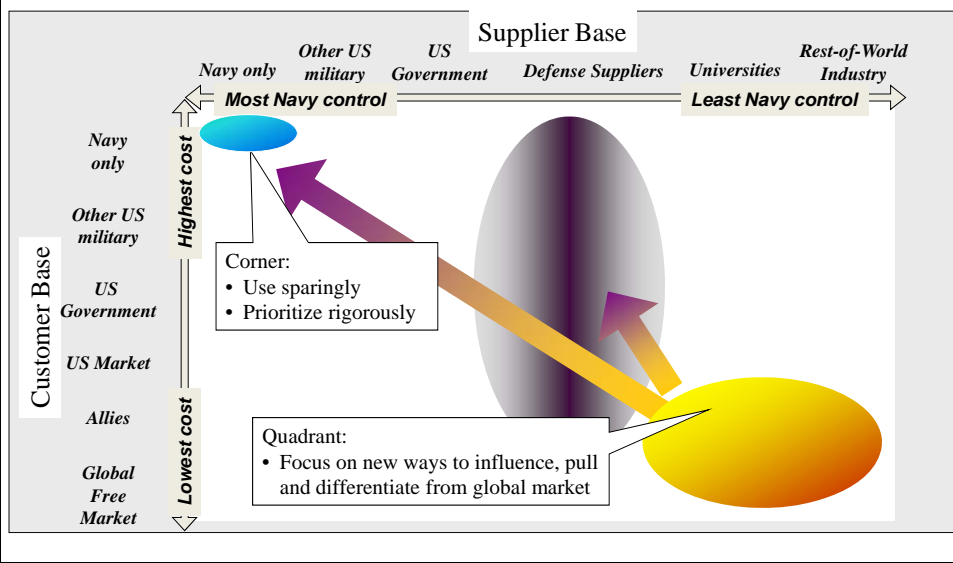 Supplier Base
Navy only
Other US
military
US
Government
Defense Suppliers
Universities
Rest-of-World
Industry
Most Navy control
Least Navy control
Customer Base
Navy
only
Other US
military
US
Government
US Market
Allies
Global
Free
Market
Highest cost
Lowest cost
Corner:
• Use sparingly
• Prioritize rigorously
Quadrant:
• Focus on new ways to influence, pull
and differentiate from global market